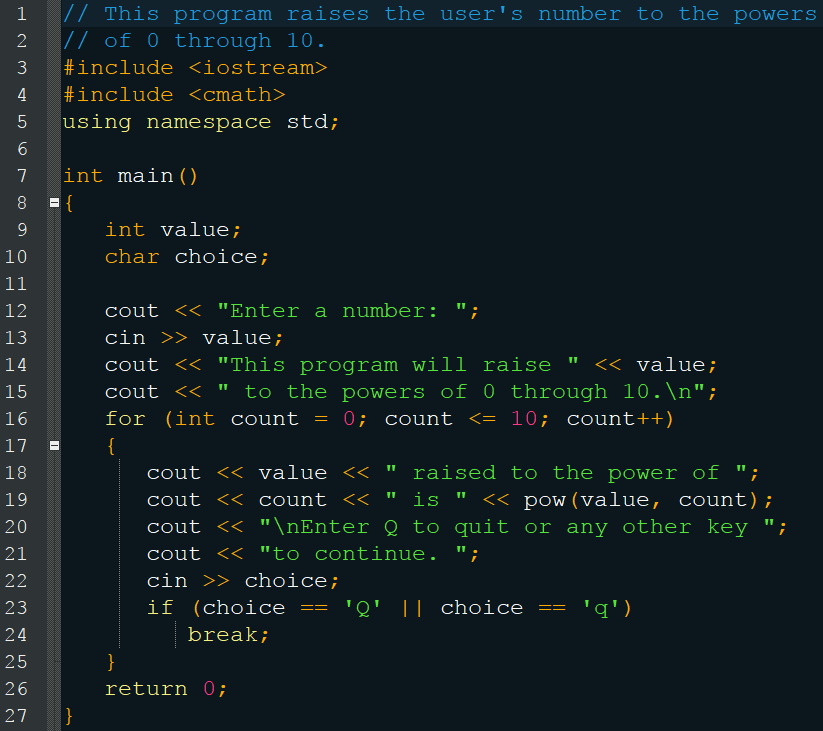 1 // This program raises the user's number to the powers
2 // of 0 through 10.
3 #include <iostream>
4 #include <cmath>
5 using namespace std;
6
7 int main()
8 {
9    int value;
10    char choice;
11
12    cout << "Enter a number: ";
13    cin >> value;
14    cout << "This program will raise " << value;
15    cout << " to the powers of 0 through 10.\n";
16    for (int count = 0; count <= 10; count++)
17    {
18       cout << value << " raised to the power of ";
19       cout << count << " is " << pow(value, count);
20       cout << "\nEnter Q to quit or any other key ";
21       cout << "to continue. ";
22       cin >> choice;
23       if (choice == 'Q' || choice == 'q')
24          break;
25    }
26    return 0;
27 }